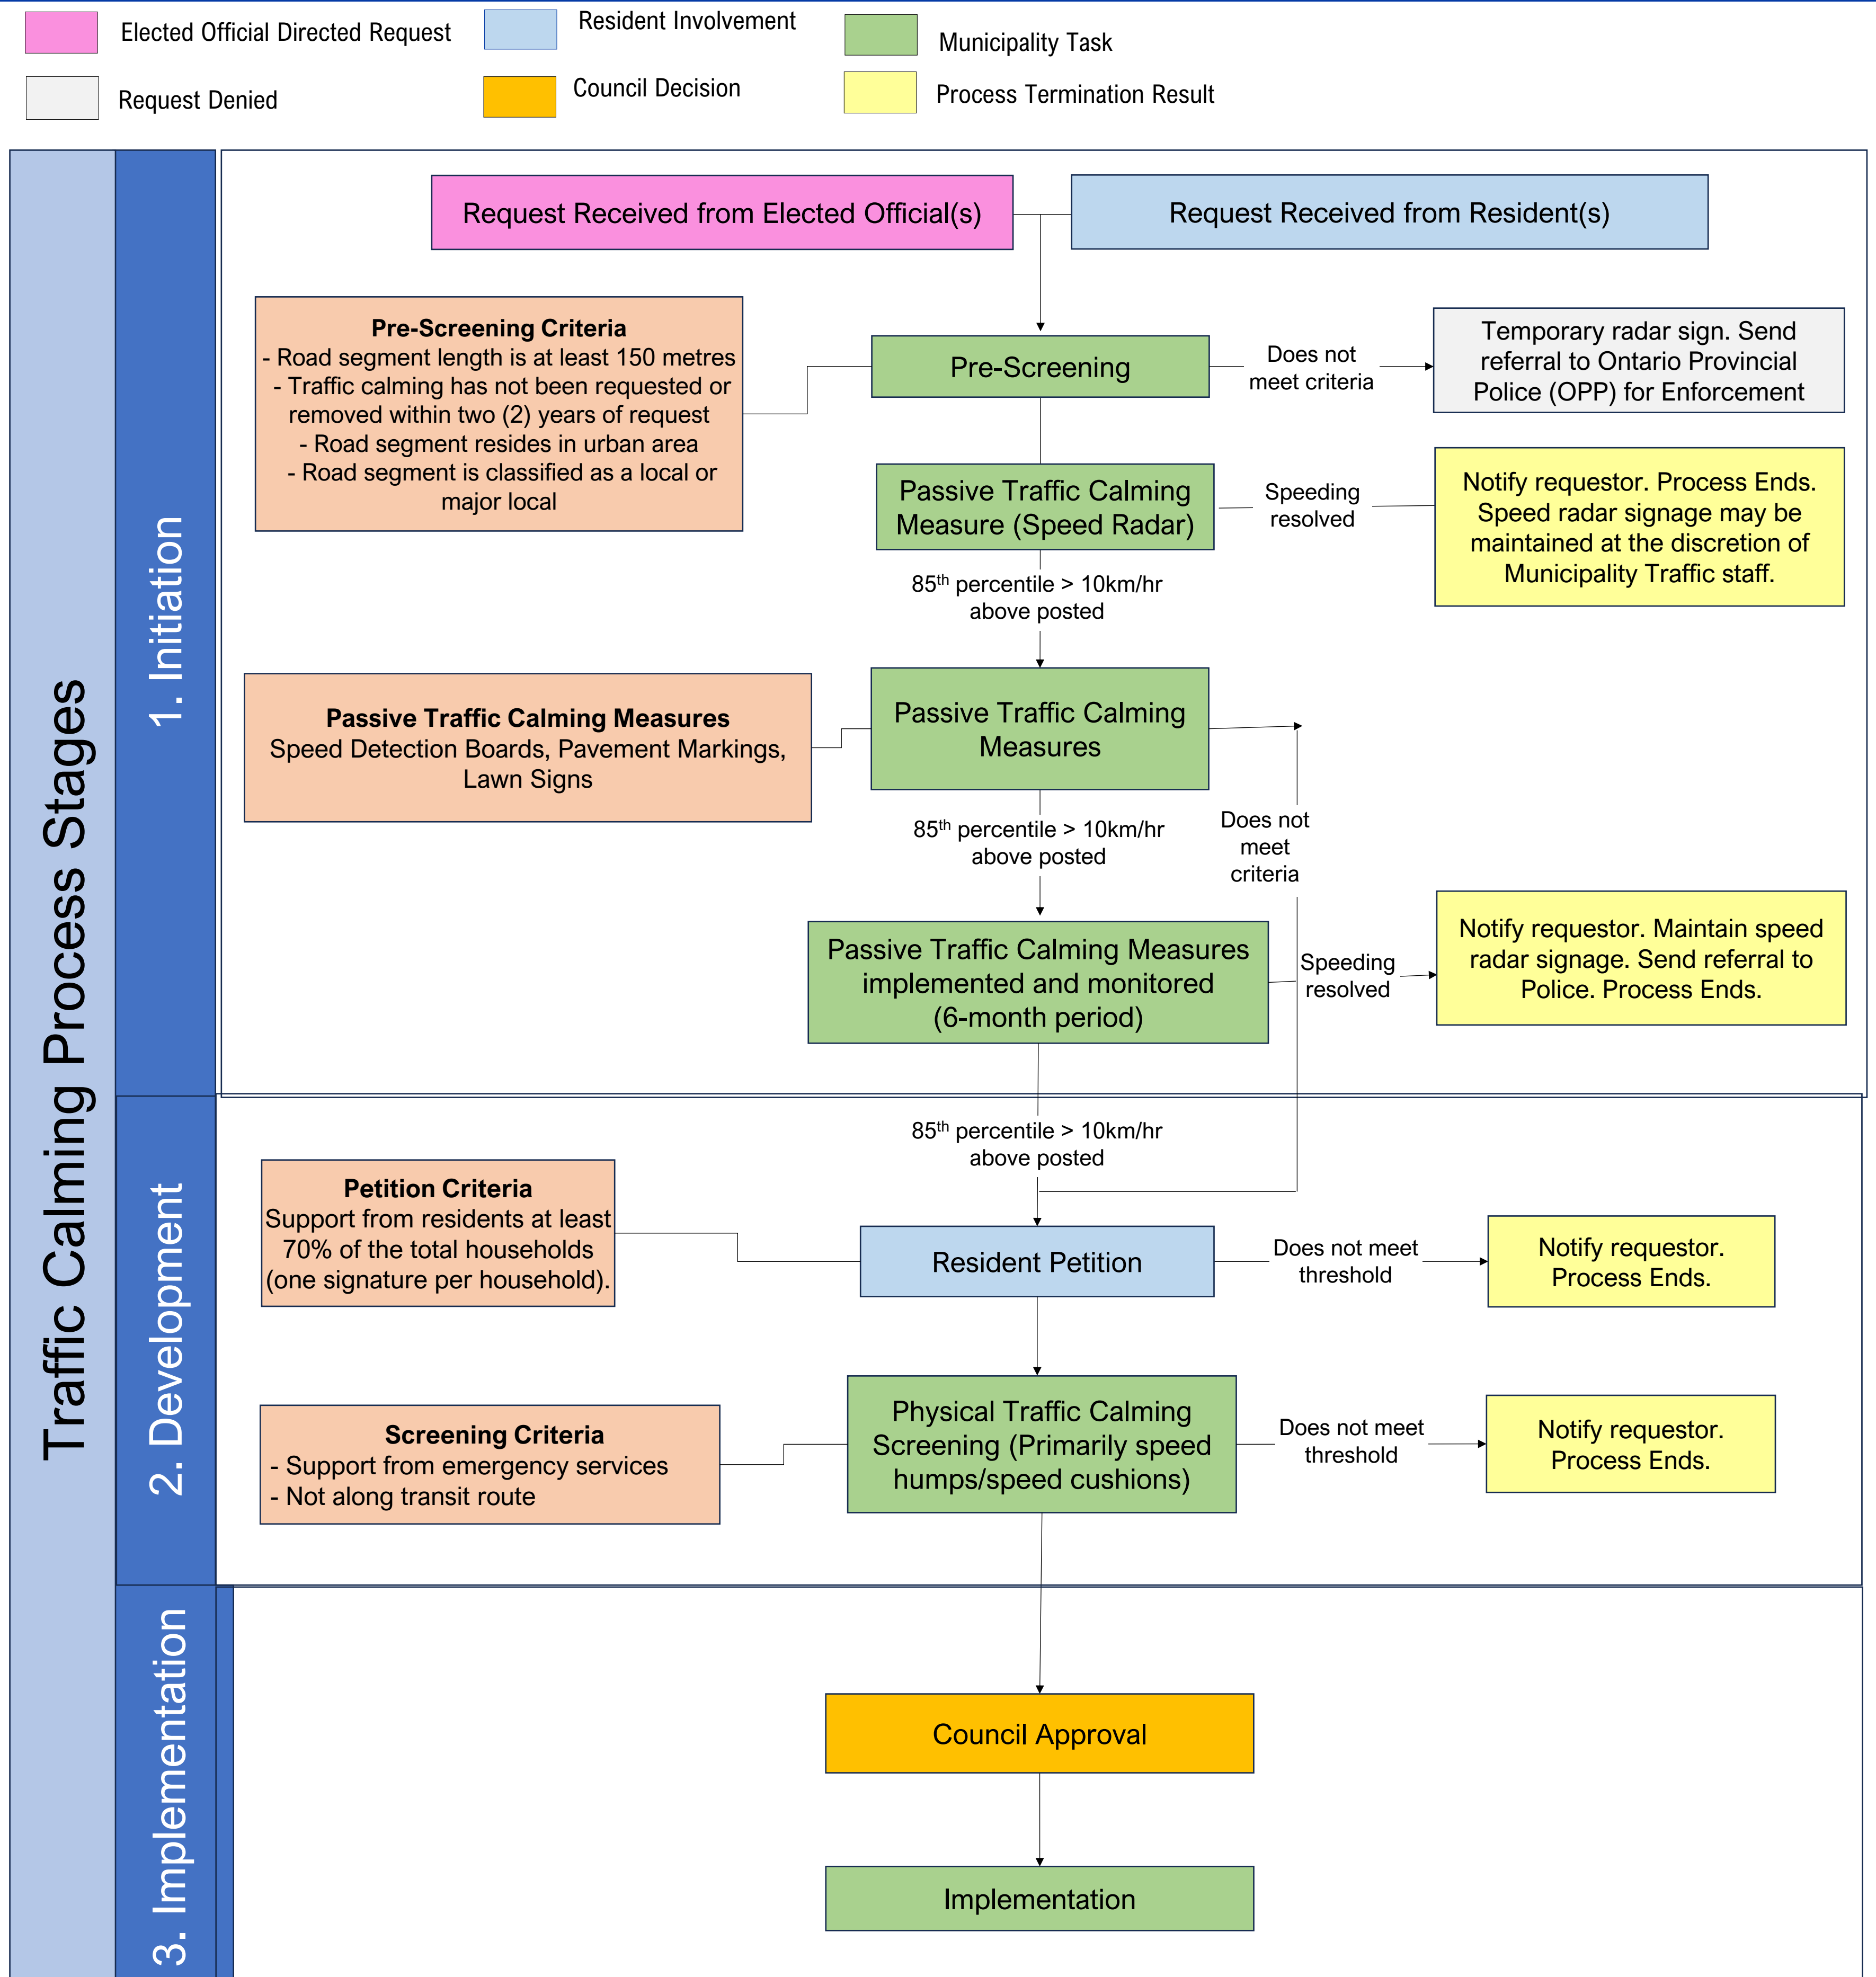 Elected Official Directed Request
Resident Involvement
Municipality Task
Request Denied
Council Decision
Process Termination Result
Traffic Calming Process Stages
1. Initiation
Request Received from Elected Official(s)
Request Received from Resident(s)
Pre-Screening Criteria
- Road segment length is at least 150 metres
- Traffic calming has not been requested or
removed within two (2) years of request
- Road segment resides in urban area
- Road segment is classified as a local or
major local
Pre-Screening
Does not
meet criteria
Temporary radar sign. Send
referral to Ontario Provincial
Police (OPP) for Enforcement
Passive Traffic Calming
Measure (Speed Radar)
Speeding
resolved
Notify requestor. Process Ends.
Speed radar signage may be
maintained at the discretion of
Municipality Traffic staff.
85th percentile > 10km/hr
above posted
Passive Traffic Calming Measures
Speed Detection Boards, Pavement Markings,
Lawn Signs
Passive Traffic Calming
Measures
85th percentile > 10km/hr
above posted
Does not
meet
criteria
Passive Traffic Calming Measures
implemented and monitored
(6-month period)
Speeding
resolved
Notify requestor. Maintain speed
radar signage. Send referral to
Police. Process Ends.
2. Development
85th percentile > 10km/hr
above posted
Petition Criteria
Support from residents at least
70% of the total households
(one signature per household).
Resident Petition
Does not meet
threshold
Notify requestor.
Process Ends.
Screening Criteria
- Support from emergency services
- Not along transit route
Physical Traffic Calming
Screening (Primarily speed
humps/speed cushions)
Does not meet
threshold
Notify requestor.
Process Ends.
3. Implementation
Council Approval
Implementation